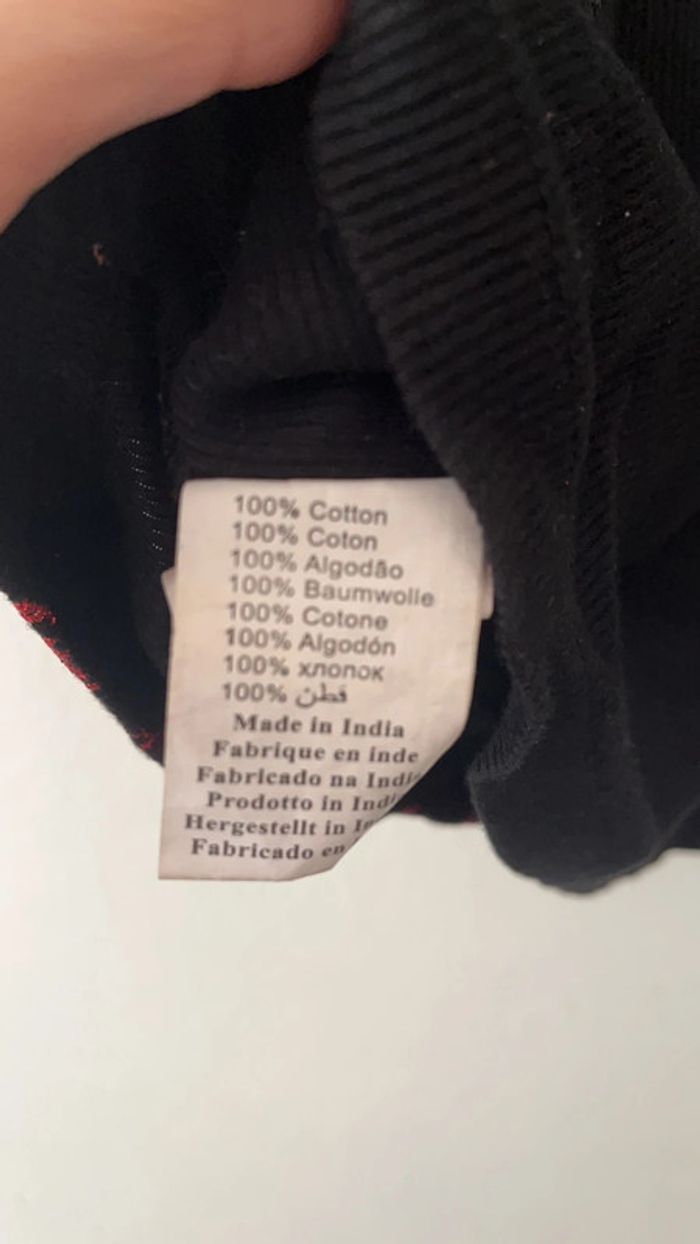 100% Cotton
100% Coton
100% Algodão
100% Baumwolle
100% Cotone
100% Algodón
100% хлопок
100% قطن
Made in India
Fabrique en inde
Fabricado na
Prodotto in
Hergestellt in
Fabricado en